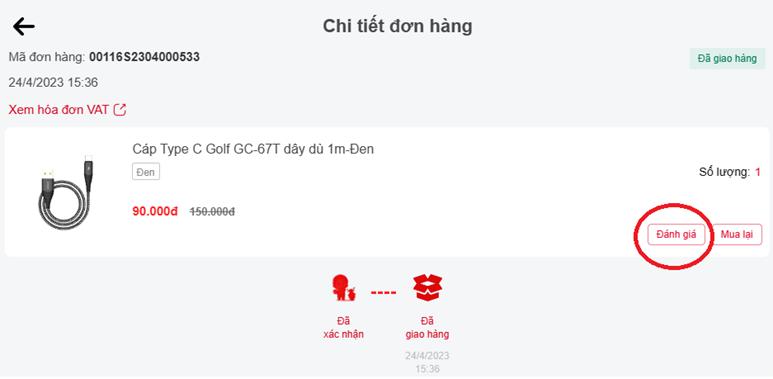 Chi tiết đơn hàng
Mã đơn hàng: 00116S2304000533
Đã giao hàng
24/4/2023 15:36
Xem hóa đơn VAT
Cáp Type C Golf GC-67T dây dù 1m-Đen
Đen
Số lượng: 1
90.000đ 150.000đ
Đánh giá Mua lại
Đã
xác nhận
Đã
giao hàng
24/4/2023
15:36